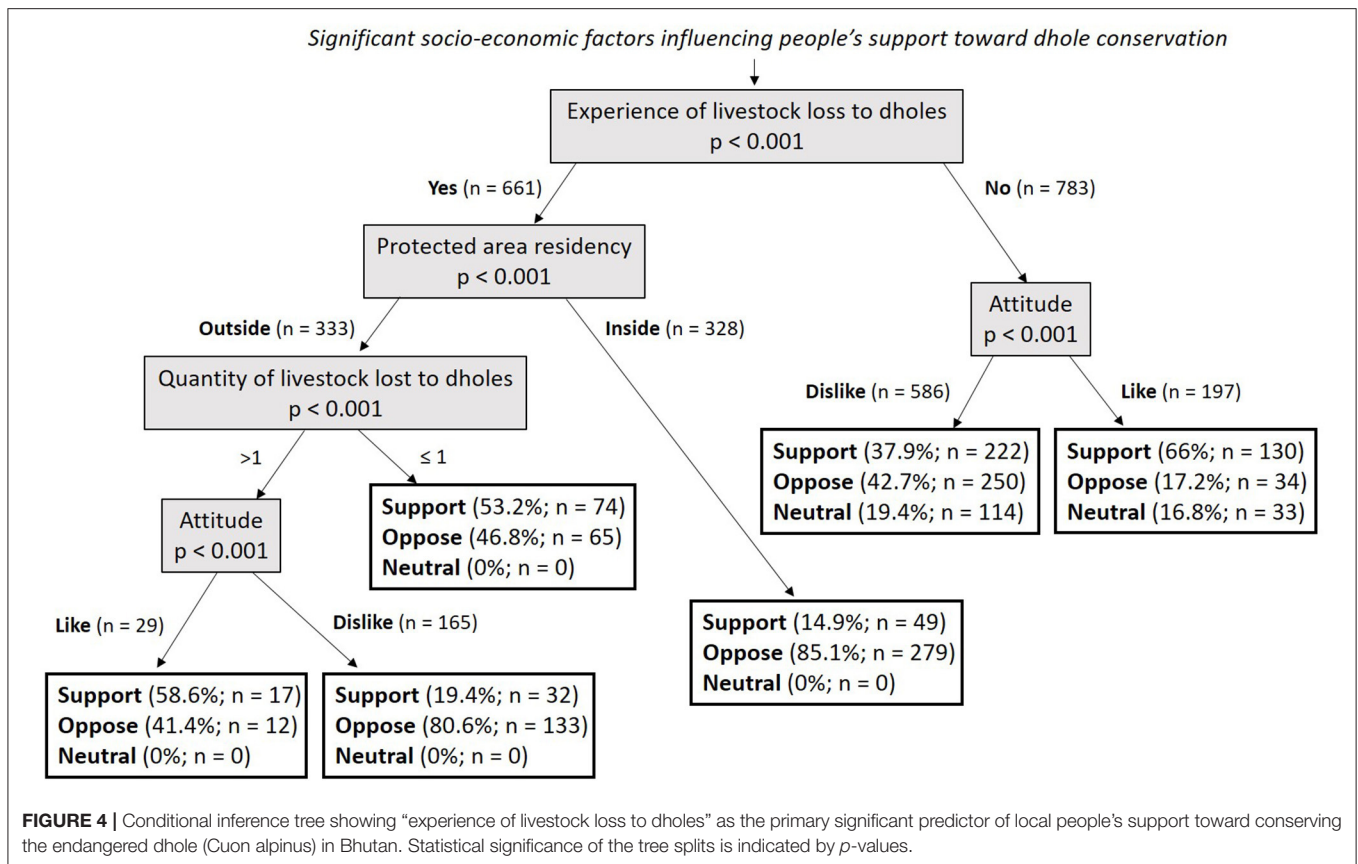 Significant socio-economic factors influencing people's support toward dhole conservation
Experience of livestock loss to dholes
p < 0.001
Yes (n = 661)
No (n = 783)
Protected area residency
p < 0.001
Attitude
p < 0.001
Outside (n = 333)
Inside (n = 328)
Quantity of livestock lost to dholes
p < 0.001
Dislike (n = 586)
Like (n = 197)
Support (37.9%; n = 222)
Oppose (42.7%; n = 250)
Neutral (19.4%; n = 114)
Support (66%; n = 130)
Oppose (17.2%; n = 34)
Neutral (16.8%; n = 33)
>1
≤ 1
Attitude
p < 0.001
Support (53.2%; n = 74)
Oppose (46.8%; n = 65)
Neutral (0%; n = 0)
Like (n = 29)
Dislike (n = 165)
Support (14.9%; n = 49)
Oppose (85.1%; n = 279)
Neutral (0%; n = 0)
Support (58.6%; n = 17)
Oppose (41.4%; n = 12)
Neutral (0%; n = 0)
Support (19.4%; n = 32)
Oppose (80.6%; n = 133)
Neutral (0%; n = 0)
FIGURE 4 | Conditional inference tree showing "experience of livestock loss to dholes" as the primary significant predictor of local people's support toward conserving
the endangered dhole (Cuon alpinus) in Bhutan. Statistical significance of the tree splits is indicated by p-values.